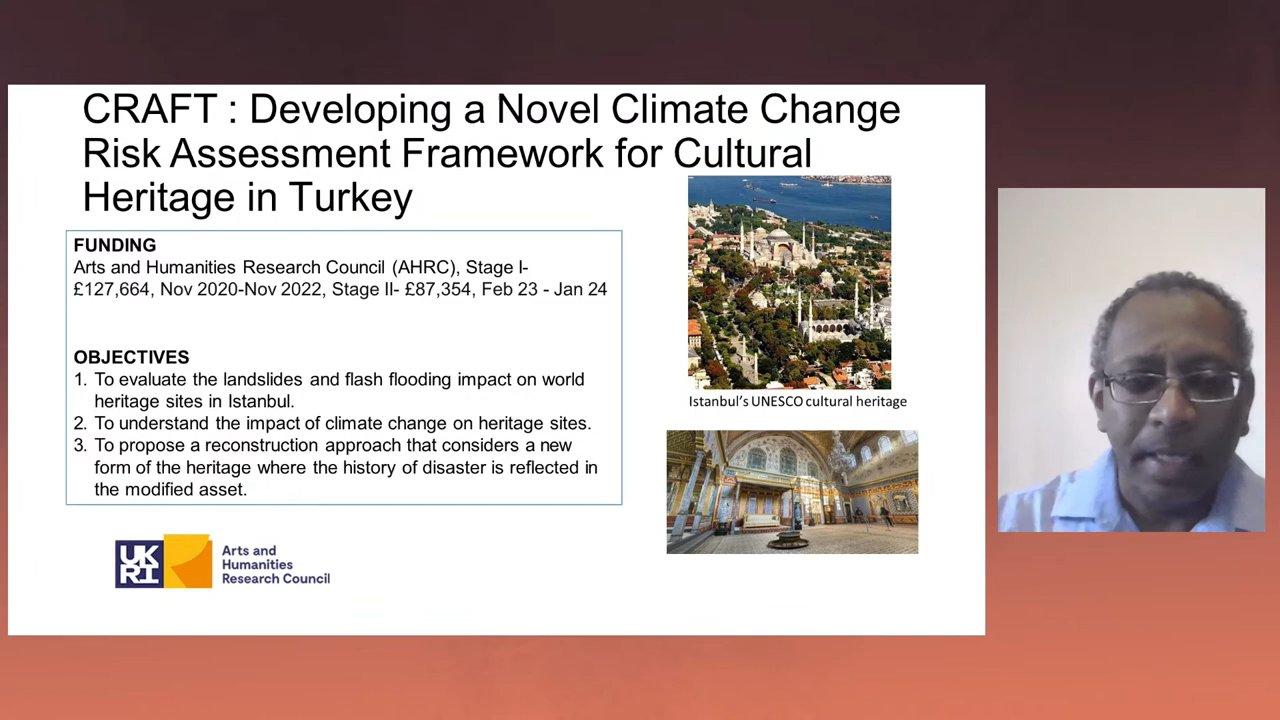 CRAFT : Developing a Novel Climate Change
Risk Assessment Framework for Cultural
Heritage in Turkey
FUNDING
Arts and Humanities Research Council (AHRC), Stage I-
£127,664, Nov 2020-Nov 2022, Stage II- £87,354, Feb 23 - Jan 24
OBJECTIVES
1. To evaluate the landslides and flash flooding impact on world
heritage sites in Istanbul.
2. To understand the impact of climate change on heritage sites.
3. To propose a reconstruction approach that considers a new
form of the heritage where the history of disaster is reflected in
the modified asset.
Istanbul's UNESCO cultural heritage
UK
RI
Arts and
Humanities
Research Council